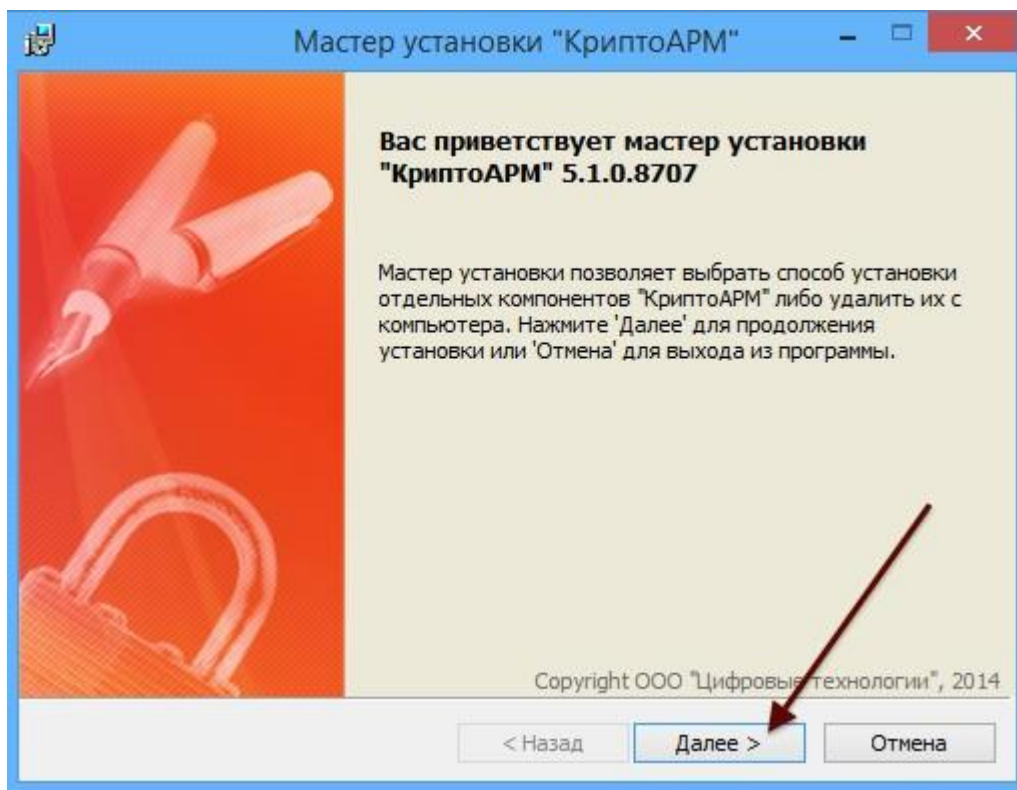 Мастер установки "КриптоАРМ"
Вас приветствует мастер установки
"КриптоАРМ" 5.1.0.8707
Мастер установки позволяет выбрать способ установки
отдельных компонентов "КриптоАРМ" либо удалить их с
компьютера. Нажмите 'Далее' для продолжения
установки или 'Отмена' для выхода из программы.
Copyright ООО "Цифровые технологии", 2014
< Назад
Далее >
Отмена